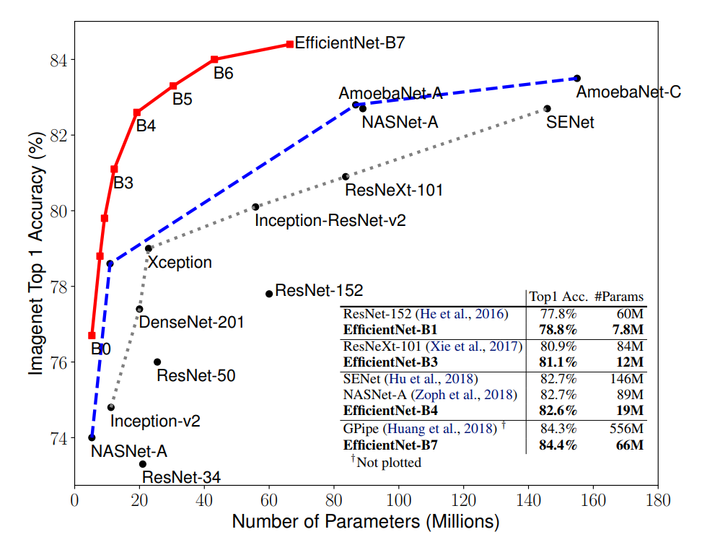 84
82
80
78
76
74
Imagenet Top 1 Accuracy (%)
EfficientNet-B7
B6
B5
B4
B3
B0
AmoebaNet-A
AmoebaNet-C
NASNet-A
SENet
ResNeXt-101
Inception-ResNet-v2
Xception
ResNet-152
DenseNet-201
ResNet-50
Inception-v2
NASNet-A
ResNet-34
Top1 Acc. #Params
ResNet-152 (He et al., 2016) 77.8% 60M
EfficientNet-B1 78.8% 7.8M
ResNeXt-101 (Xie et al., 2017) 80.9% 84M
EfficientNet-B3 81.1% 12M
SENet (Hu et al., 2018) 82.7% 146M
NASNet-A (Zoph et al., 2018) 82.7% 89M
EfficientNet-B4 82.6% 19M
GPipe (Huang et al., 2018) † 84.3% 556M
EfficientNet-B7 84.4% 66M
†Not plotted
0 20 40 60 80 100 120 140 160 180
Number of Parameters (Millions)